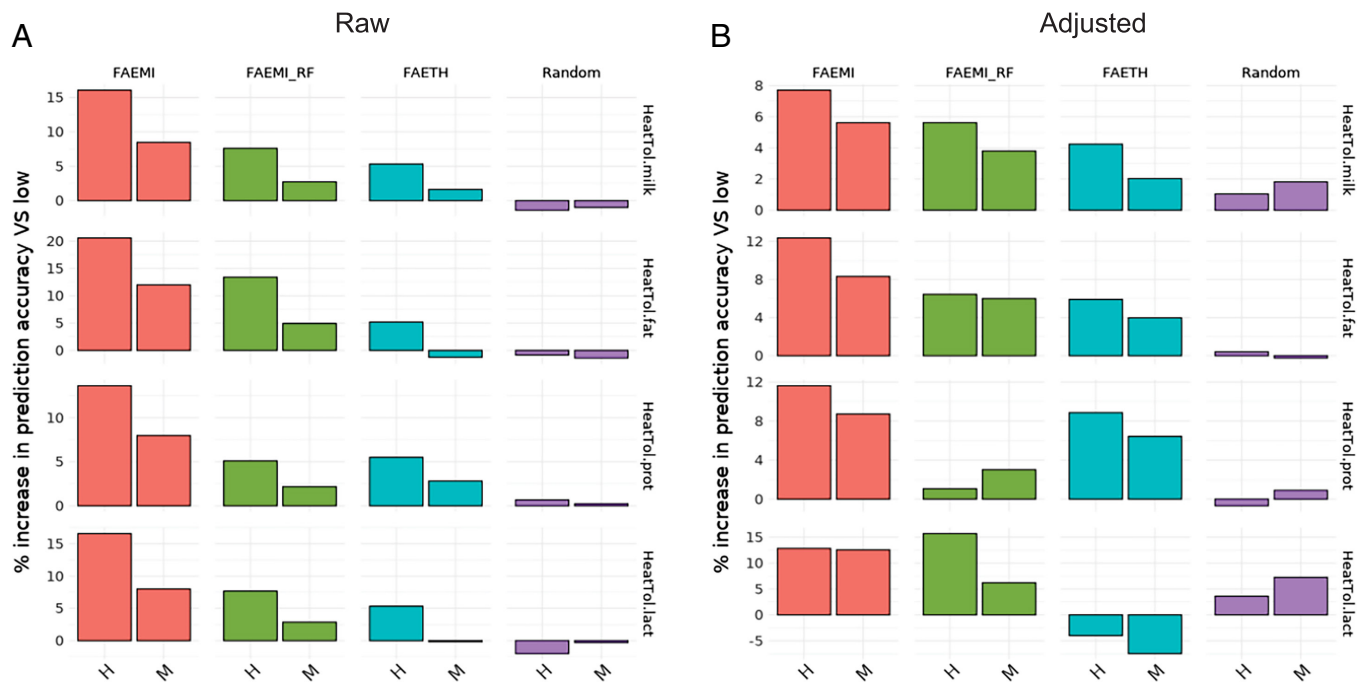 A
Raw
B
Adjusted
FAEMI
FAEMI_RF
FAETH
Random
FAEMI
FAEMI_RF
FAETH
Random
% increase in prediction accuracy VS low
15
10
5
0
HeatTol.milk
20
15
10
5
0
HeatTol.fat
10
5
0
HeatTol.prot
15
10
5
0
HeatTol.lact
H
M
H
M
H
M
H
M
% increase in prediction accuracy VS low
8
6
4
2
0
HeatTol.milk
12
8
4
0
HeatTol.fat
12
8
4
0
HeatTol.prot
15
10
5
0
-5
HeatTol.lact
H
M
H
M
H
M
H
M